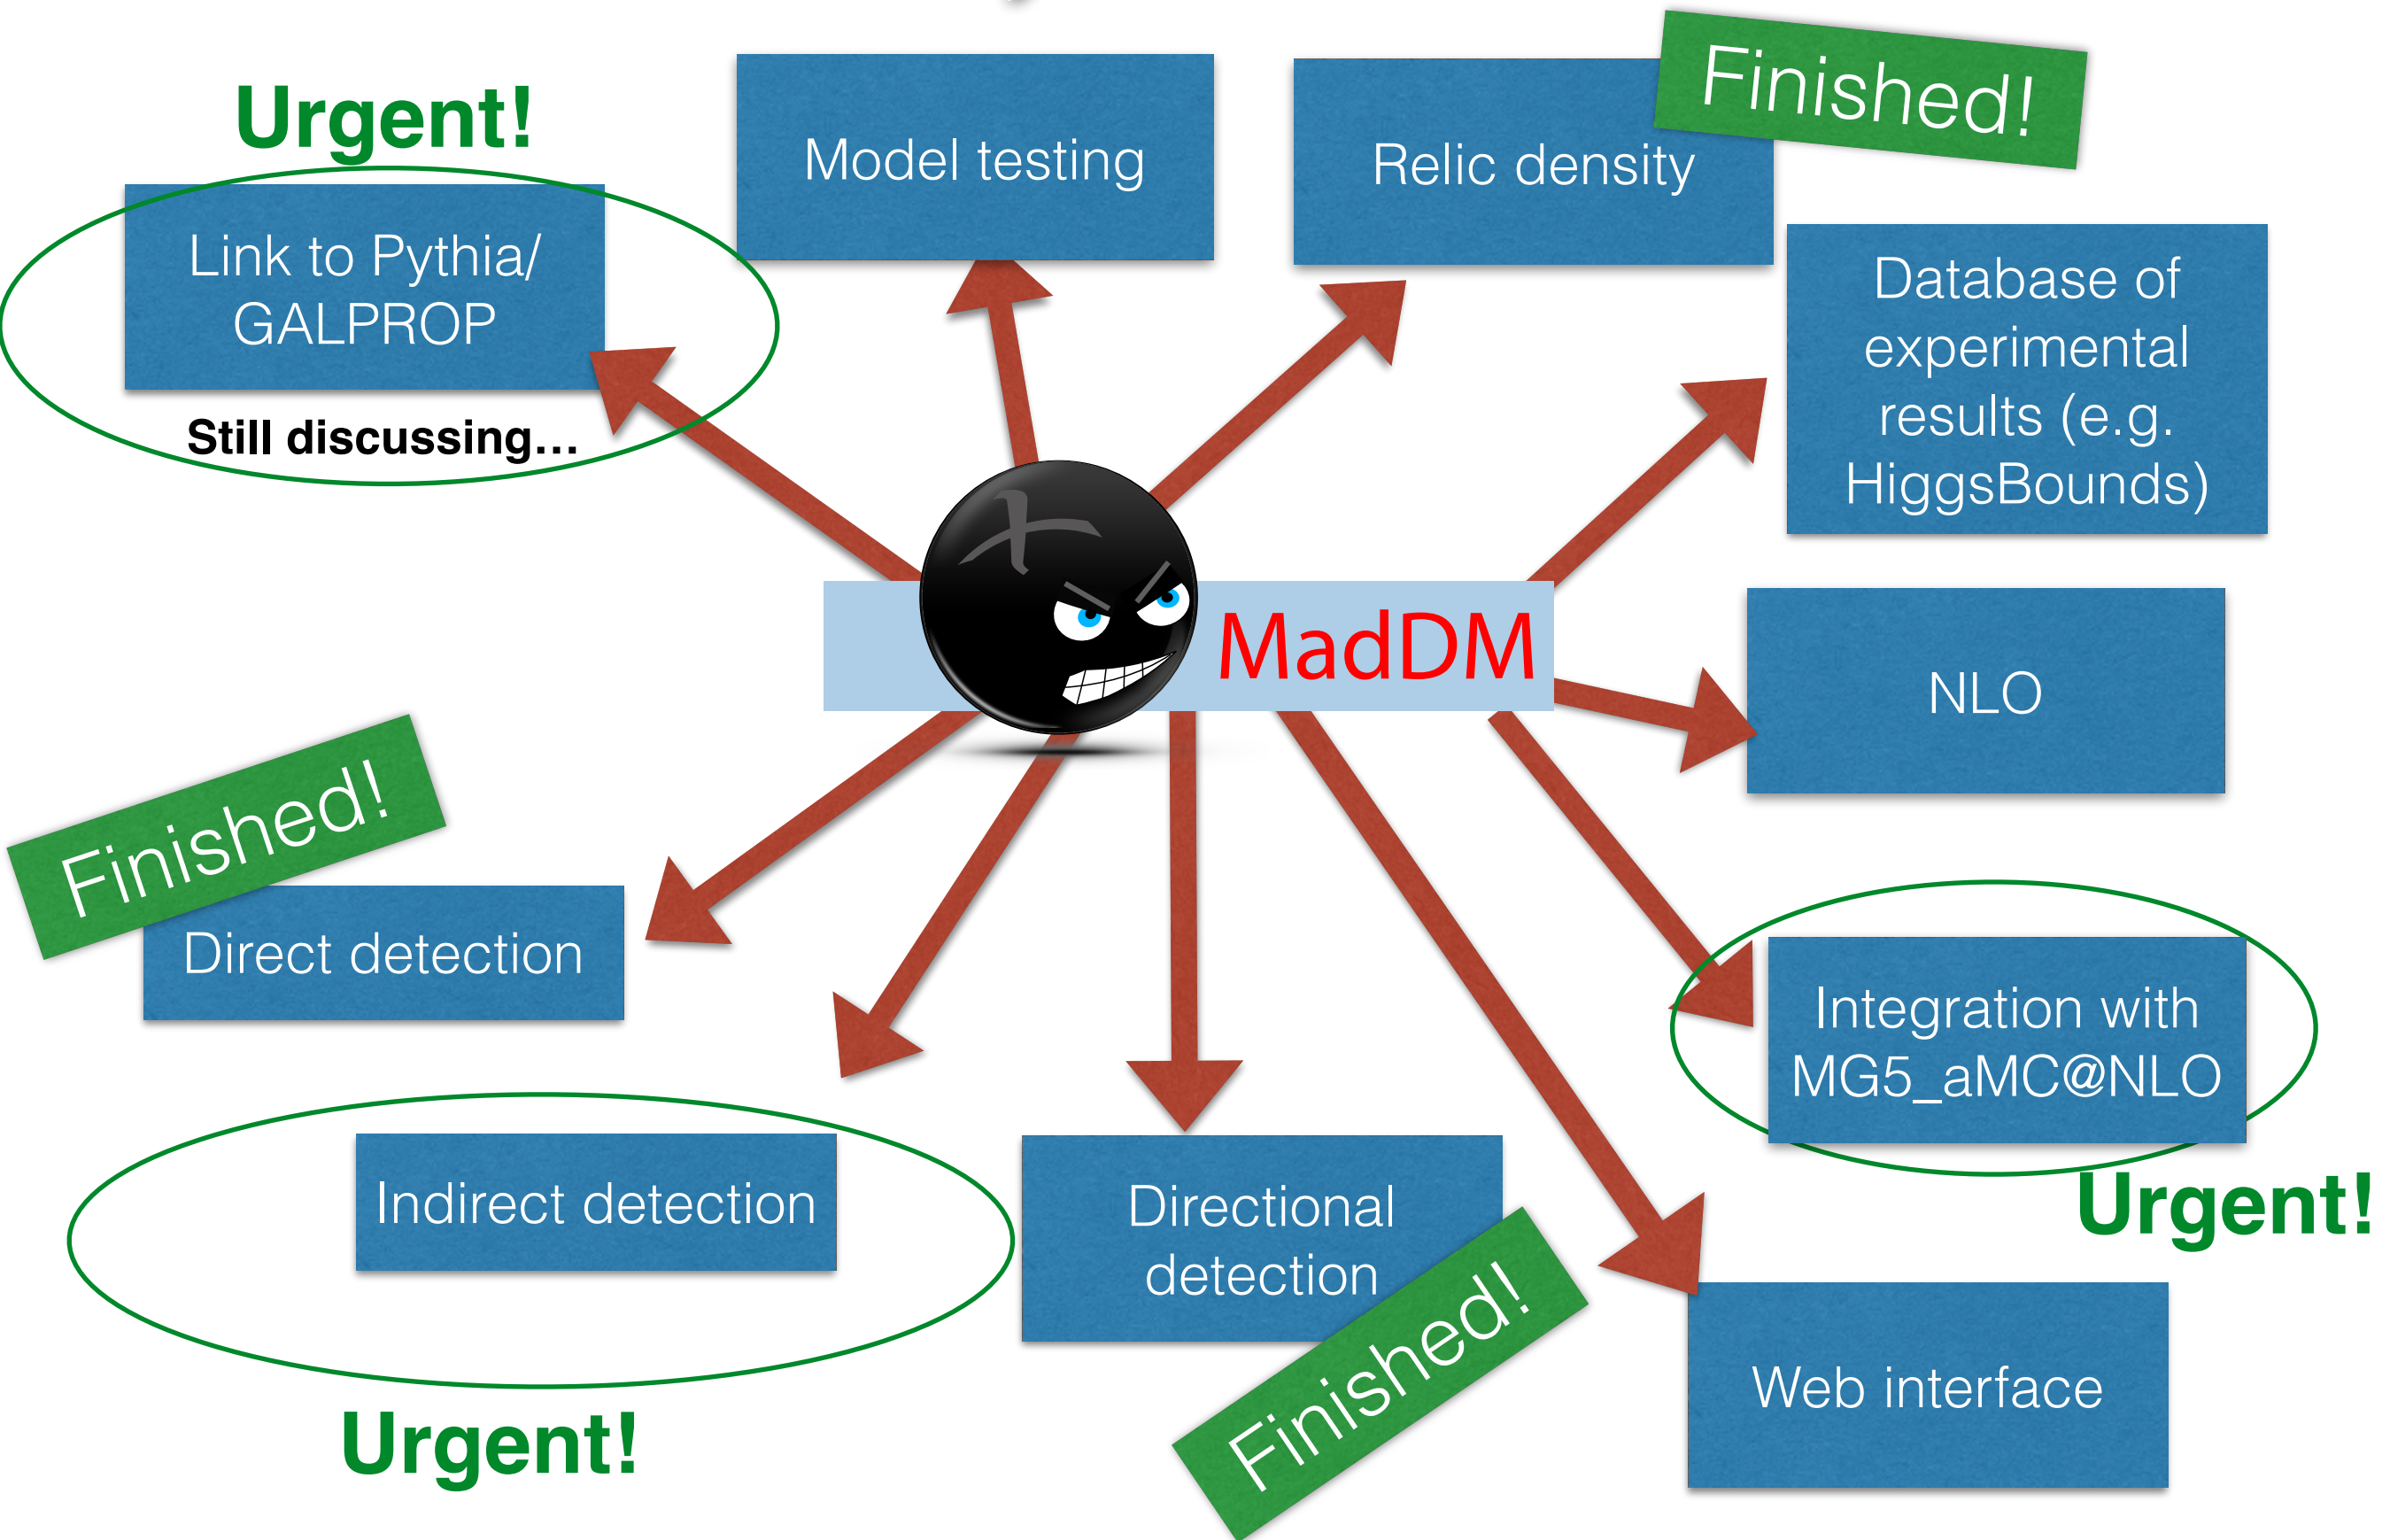 Urgent!
Link to Pythia/
GALPROP
Still discussing...
Model testing
Relic density
Finished!
Database of
experimental
results (e.g.
HiggsBounds)
MadDM
NLO
Finished!
Direct detection
Integration with
MG5_aMC@NLO
Urgent!
Indirect detection
Urgent!
Directional
detection
Finished!
Web interface